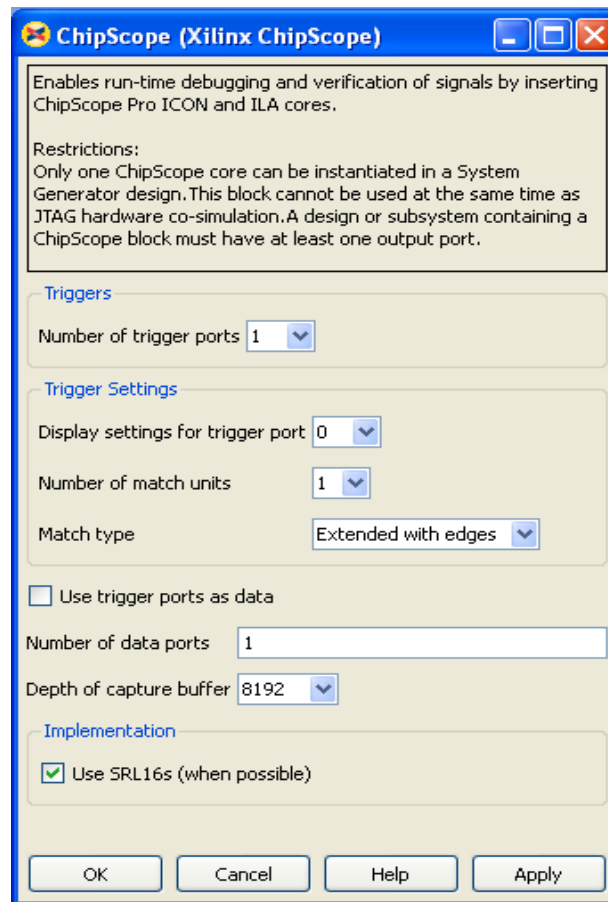 ChipScope (Xilinx ChipScope)
Enables run-time debugging and verification of signals by inserting
ChipScope Pro ICON and ILA cores.
Restrictions:
Only one ChipScope core can be instantiated in a System
Generator design.This block cannot be used at the same time as
JTAG hardware co-simulation.A design or subsystem containing a
ChipScope block must have at least one output port.
Triggers
Number of trigger ports 1
Trigger Settings
Display settings for trigger port 0
Number of match units 1
Match type Extended with edges
Use trigger ports as data
Number of data ports 1
Depth of capture buffer 8192
Implementation
Use SRL16s (when possible)
OK Cancel Help Apply